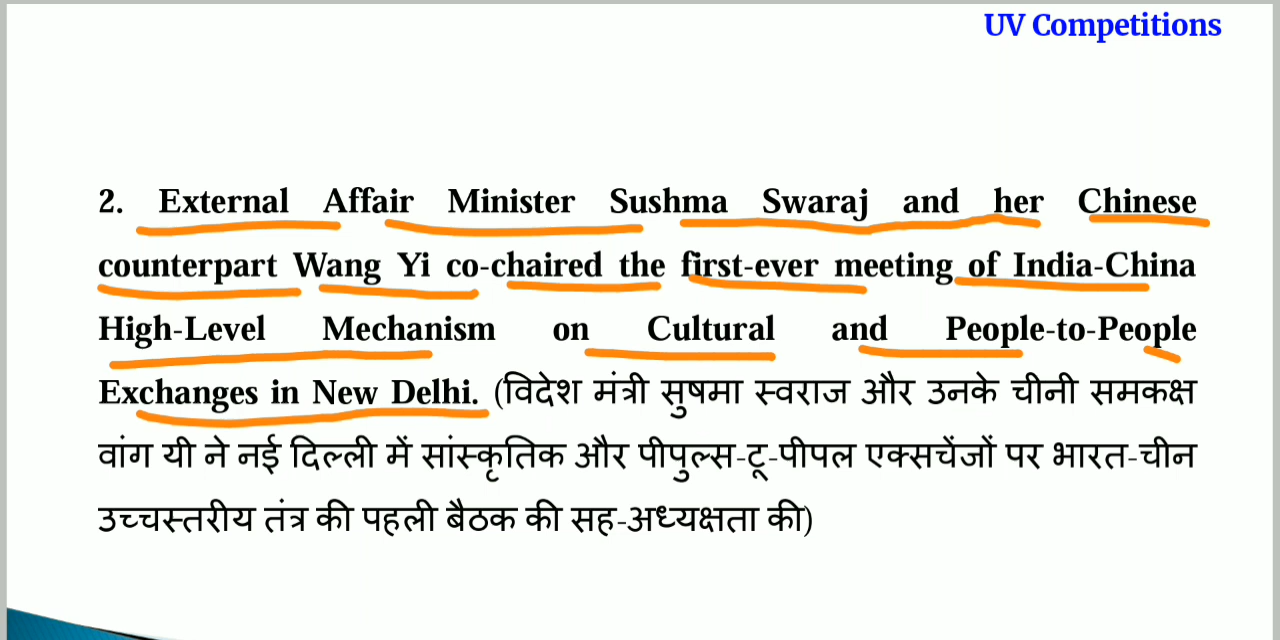 UV Competitions
2. External Affair Minister Sushma Swaraj and her Chinese
counterpart Wang Yi co-chaired the first-ever meeting of India-China
High-Level Mechanism on Cultural and People-to-People
Exchanges in New Delhi. (विदेश मंत्री सुषमा स्वराज और उनके चीनी समकक्ष
वांग यी ने नई दिल्ली में सांस्कृतिक और पीपुल्स-टू-पीपल एक्सचेंजों पर भारत-चीन
उच्चस्तरीय तंत्र की पहली बैठक की सह-अध्यक्षता की)